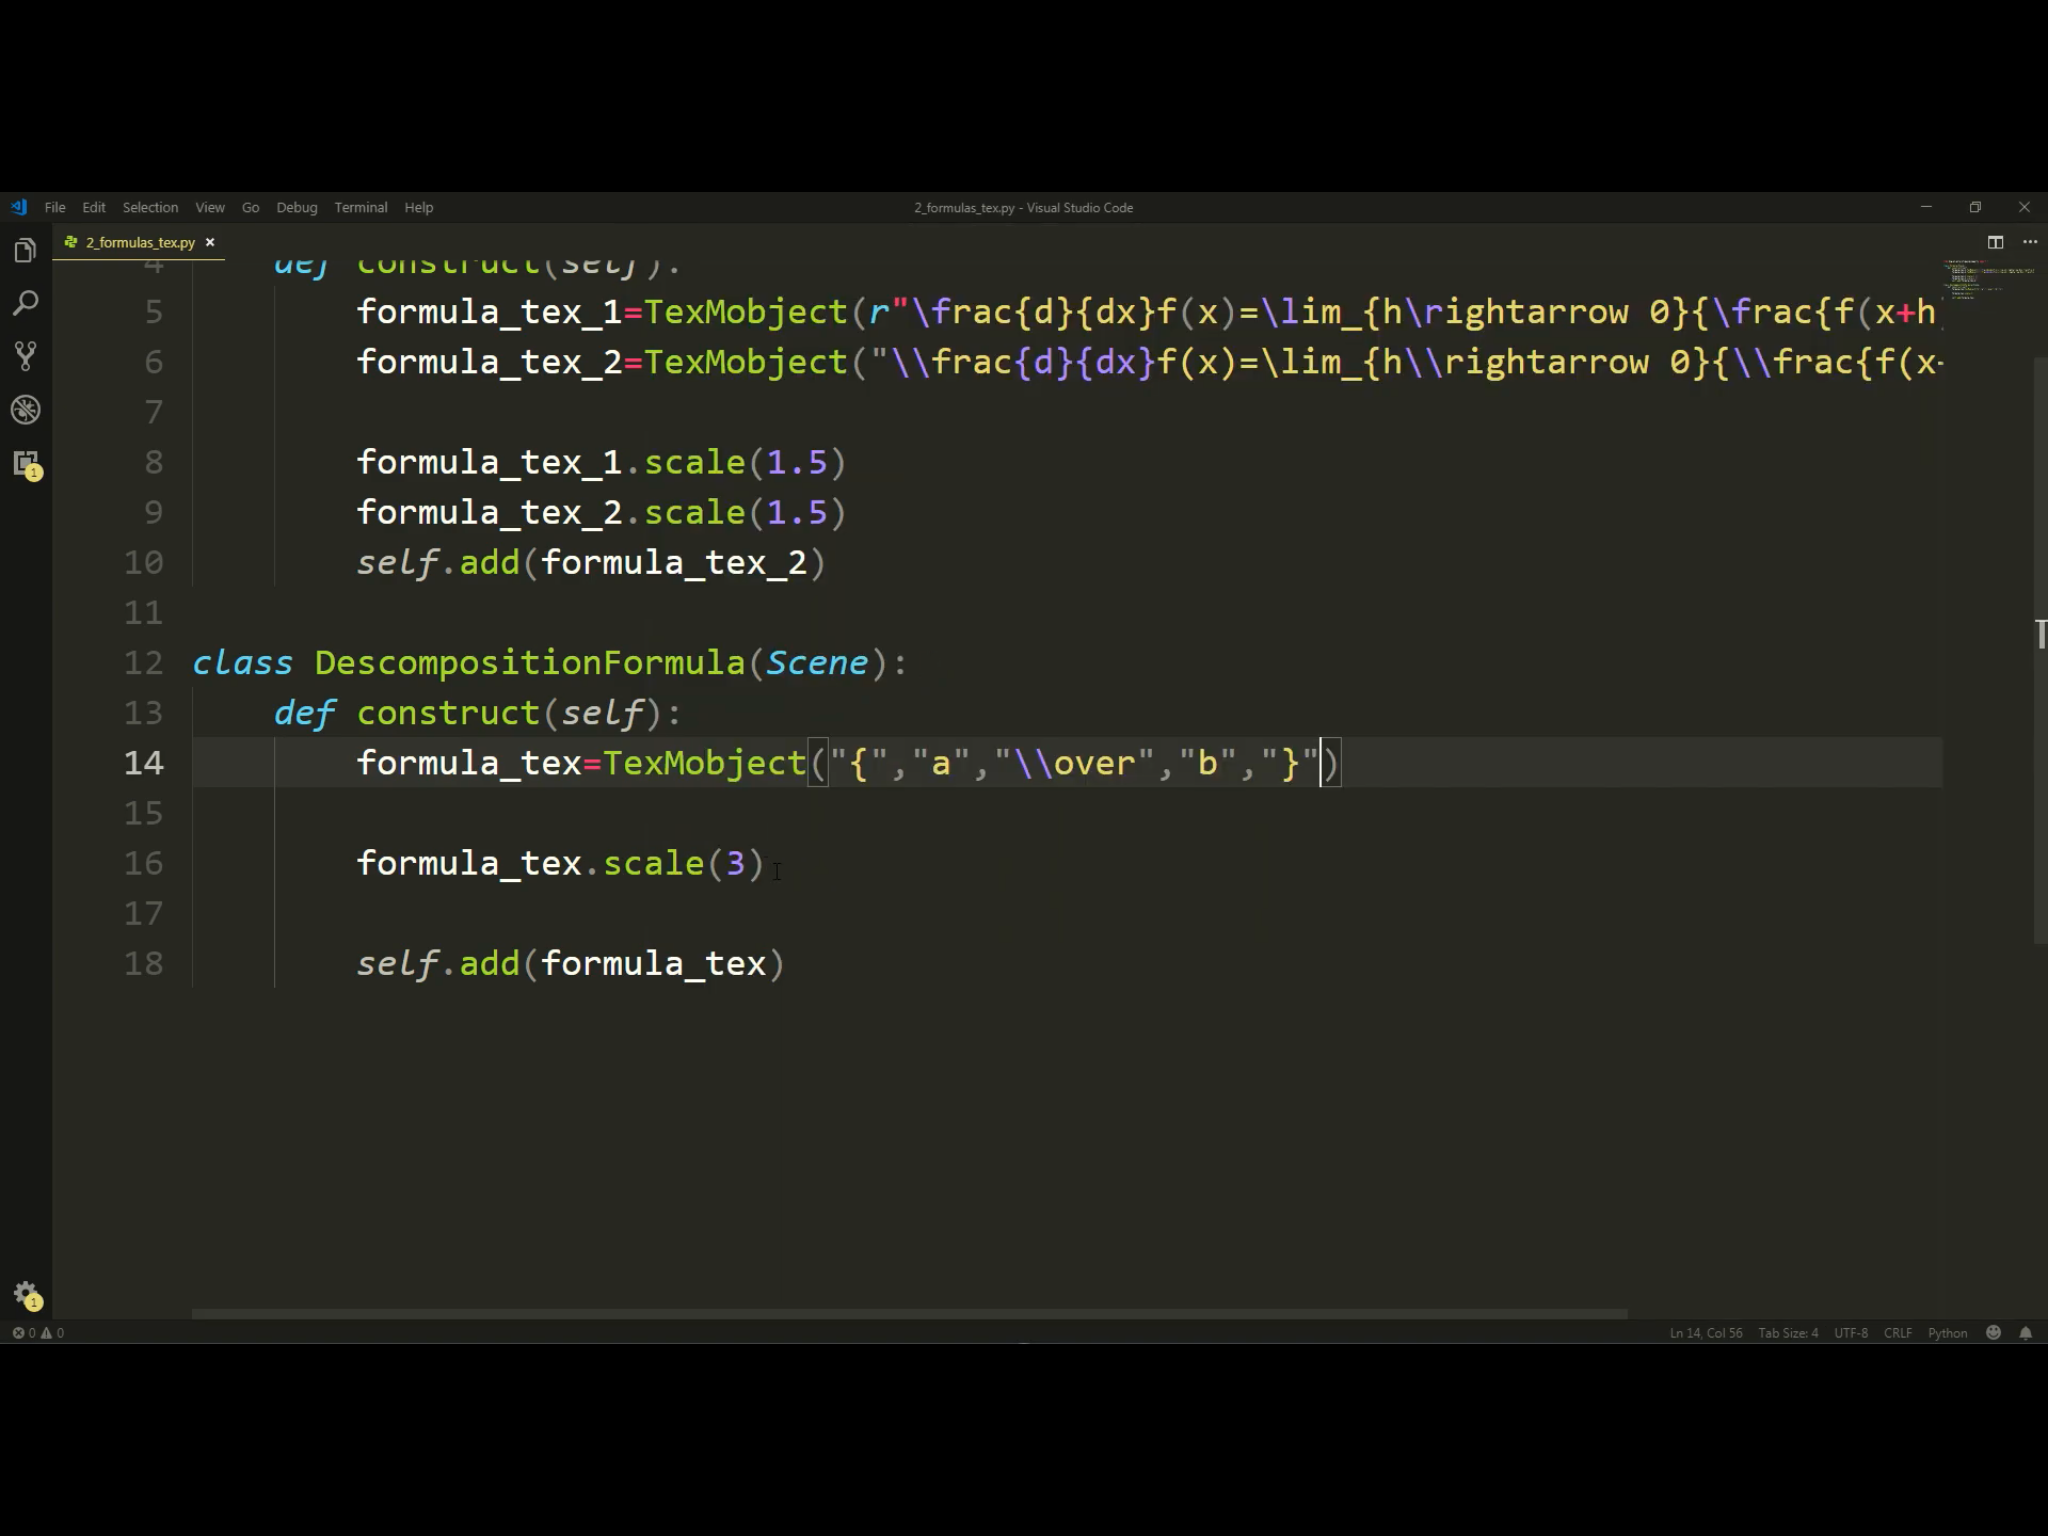 File Edit Selection View Go Debug Terminal Help 2_formulas_tex.py - Visual Studio Code
2_formulas_tex.py ×
4 def construct(self):
5 formula_tex_1=TexMobject(r"\frac{d}{dx}f(x)=\lim_{h\rightarrow 0}{\frac{f(x+h
6 formula_tex_2=TexMobject("\\frac{d}{dx}f(x)=\lim_{h\\rightarrow 0}{\\frac{f(x
7
8 formula_tex_1.scale(1.5)
9 formula_tex_2.scale(1.5)
10 self.add(formula_tex_2)
11
12 class DescompositionFormula(Scene):
13 def construct(self):
14 formula_tex=TexMobject("{","a","\\over","b","}")
15
16 formula_tex.scale(3)
17
18 self.add(formula_tex)
1
1
0 0 Ln 14, Col 56 Tab Size: 4 UTF-8 CRLF Python